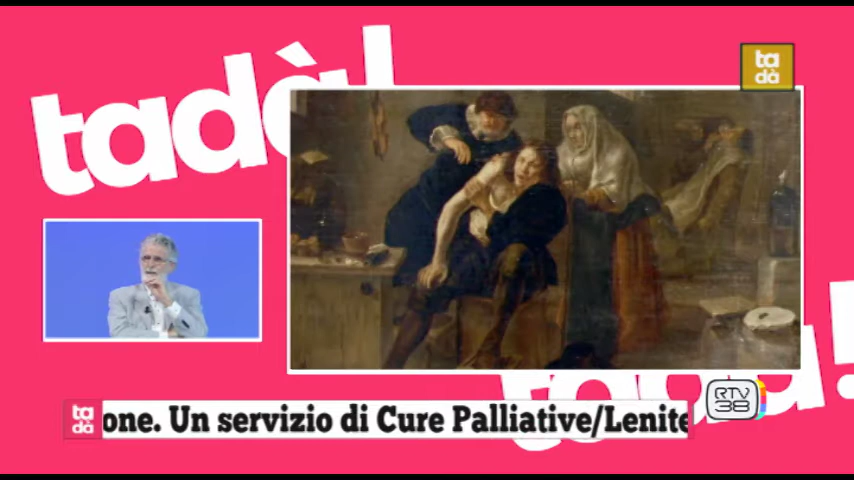 tadà!
ta
dà
tadà!
RTV
38
ta
dà
one. Un servizio di Cure Palliative/Lenite